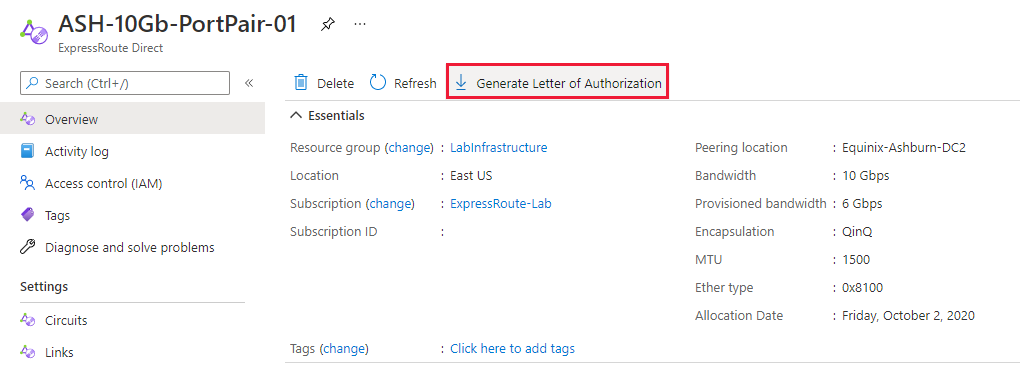 ASH-10Gb-PortPair-01
ExpressRoute Direct
Search (Ctrl+/)
Overview
Activity log
Access control (IAM)
Tags
Diagnose and solve problems
Settings
Circuits
Links
Delete
Refresh
Generate Letter of Authorization
Essentials
Resource group (change) : LabInfrastructure
Location : East US
Subscription (change) : ExpressRoute-Lab
Subscription ID :
Peering location : Equinix-Ashburn-DC2
Bandwidth : 10 Gbps
Provisioned bandwidth : 6 Gbps
Encapsulation : QinQ
MTU : 1500
Ether type : 0x8100
Allocation Date : Friday, October 2, 2020
Tags (change) : Click here to add tags